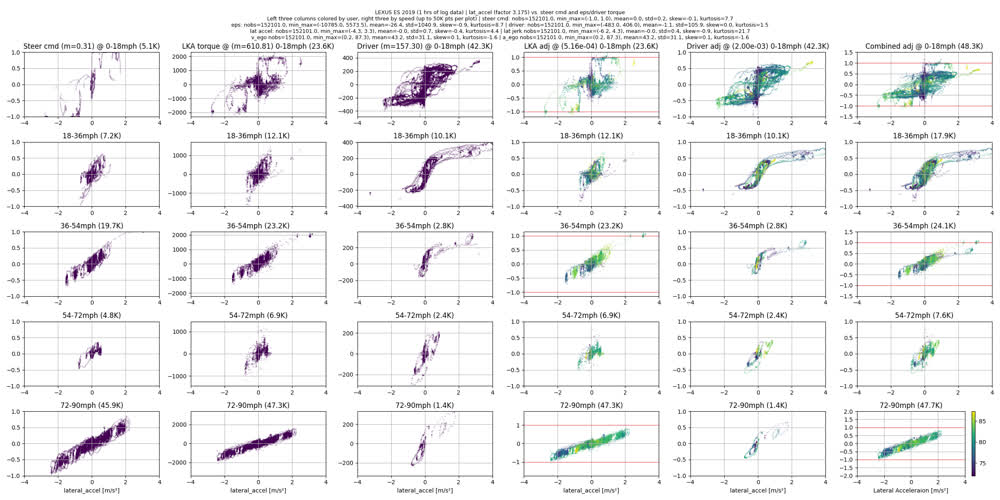 LEXUS ES 2019 (1 hrs of log data) | lat_accel (factor 3.175) vs steer cmd and eps/driver torque
Left three columns colored by user, right three by speed (up to 50K pts per plot) | steer cmd: nobs=152101.0, min_max=(-1.0, 1.0), mean=0.0, std=0.2, skew=-0.1, kurtosis=7.7
eps: nobs=152101.0, min_max=(-10785.0, 5573.5), mean=-26.4, std=1040.9, skew=-0.9, kurtosis=8.7 | driver: nobs=152101.0, min_max=(-483.0, 406.0), mean=-1.1, std=105.9, skew=-0.0, kurtosis=1.5
lat accel: nobs=152101.0, min_max=(-4.3, 3.3), mean=-0.0, std=0.7, skew=-0.4, kurtosis=4.4 | lat jerk nobs=152101.0, min_max=(-6.2, 4.3), mean=-0.0, std=0.4, skew=-0.9, kurtosis=21.7
v_ego nobs=152101.0, min_max=(0.2, 87.3), mean=43.2, std=31.1, skew=0.1, kurtosis=-1.6 | a_ego nobs=152101.0, min_max=(0.2, 87.3), mean=43.2, std=31.1, skew=0.1, kurtosis=-1.6
Steer cmd (m=0.31) @ 0-18mph (5.1K)
LKA torque @ (m=610.81) 0-18mph (23.6K)
Driver (m=157.30) @ 0-18mph (42.3K)
LKA adj @ (5.16e-04) 0-18mph (23.6K)
Driver adj @ (2.00e-03) 0-18mph (42.3K)
Combined adj @ 0-18mph (48.3K)
18-36mph (7.2K)
18-36mph (12.1K)
18-36mph (10.1K)
18-36mph (12.1K)
18-36mph (10.1K)
18-36mph (17.9K)
36-54mph (19.7K)
36-54mph (23.2K)
36-54mph (2.8K)
36-54mph (23.2K)
36-54mph (2.8K)
36-54mph (24.1K)
54-72mph (4.8K)
54-72mph (6.9K)
54-72mph (2.4K)
54-72mph (6.9K)
54-72mph (2.4K)
54-72mph (7.6K)
72-90mph (45.9K)
72-90mph (47.3K)
72-90mph (1.4K)
72-90mph (47.3K)
72-90mph (1.4K)
72-90mph (47.7K)
85
80
75
lateral_accel [m/s²]
lateral_accel [m/s²]
lateral_accel [m/s²]
lateral_accel [m/s²]
lateral_accel [m/s²]
Lateral Acceleraion [m/s²]